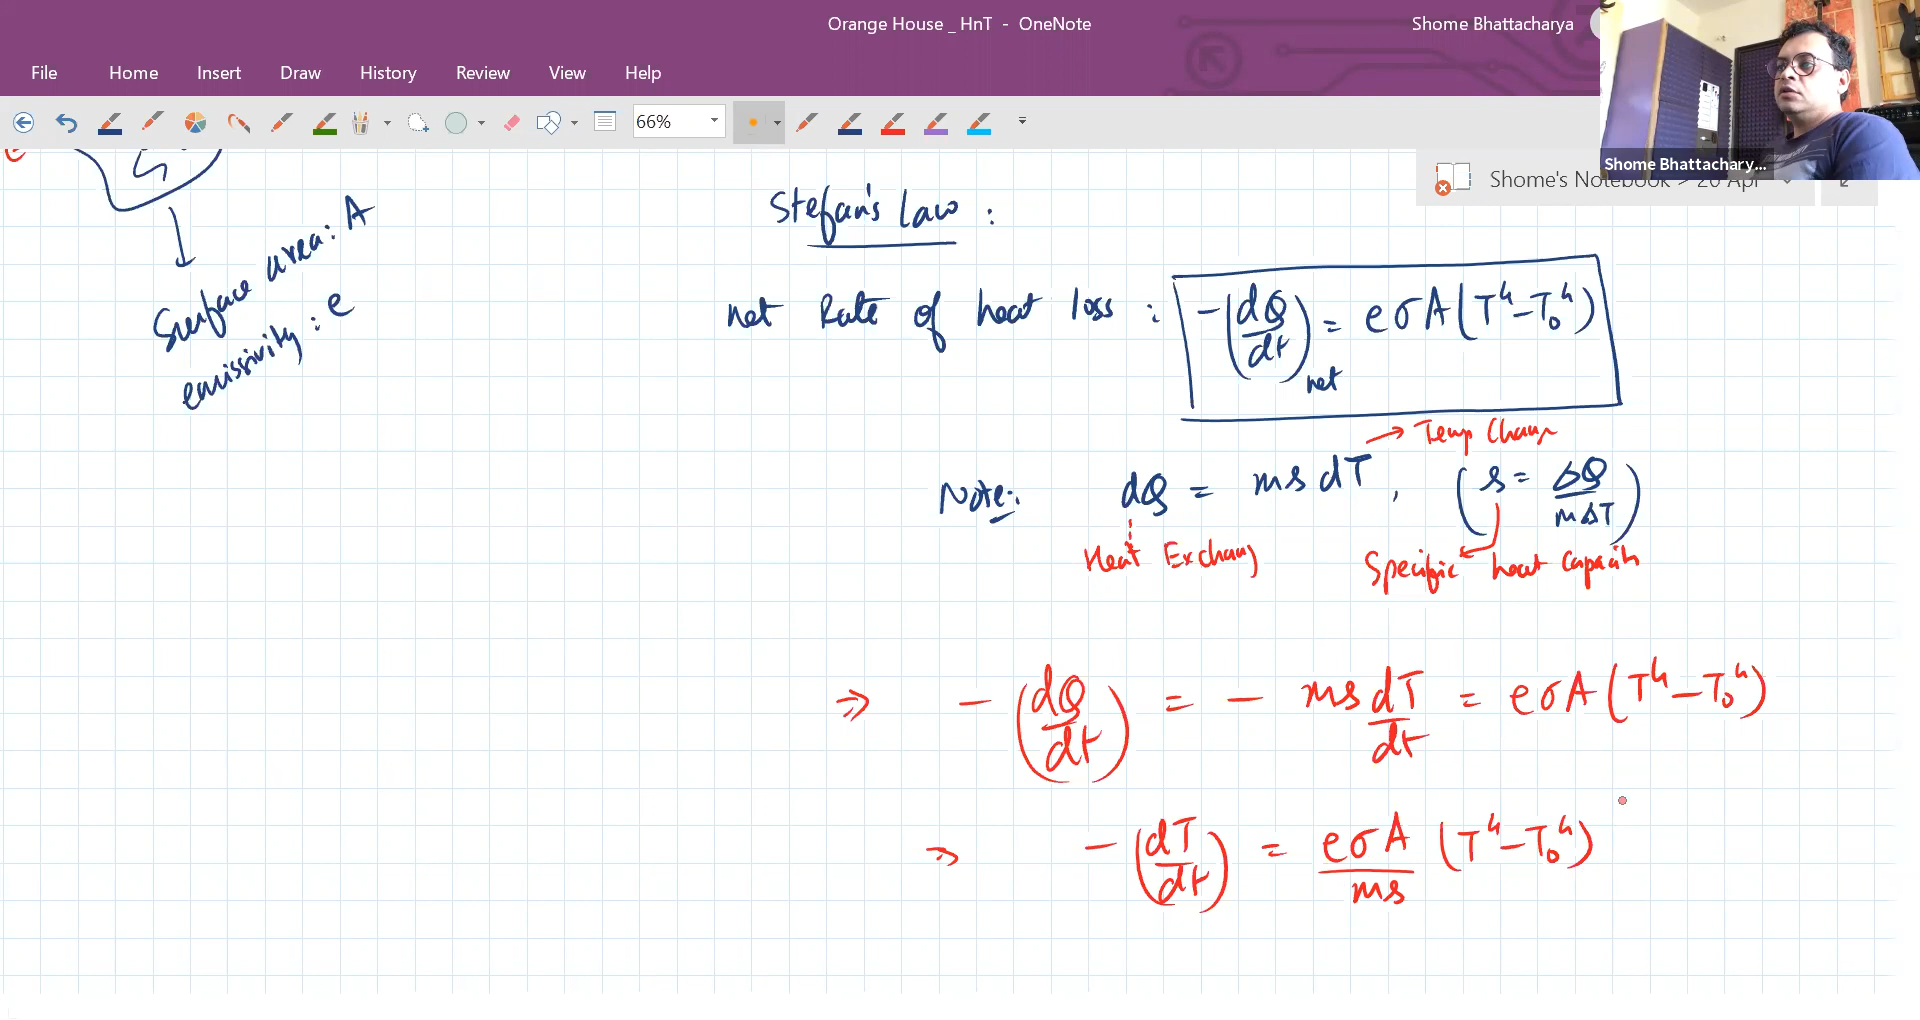 Orange House _ HnT - OneNote
Shome Bhattacharya
File Home Insert Draw History Review View Help
66%
Shome Bhattachary...
Shome's Notebook > 26 Apr
e
Surface area: A
emissivity: e
Stefan's Law :
net Rate of heat loss : -(dQ/dt)net = eσA(T⁴-T₀⁴)
Temp Chang
Note: dQ = ms dT, (s = ΔQ/mΔT)
Heat Exchang
Specific heat Capacity
⇒ -(dQ/dt) = - ms dT/dt = eσA(T⁴-T₀⁴)
⇒ -(dT/dt) = eσA/ms (T⁴-T₀⁴)